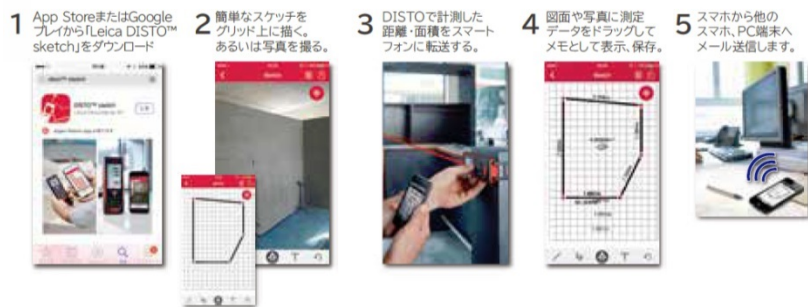 1 App StoreまたはGoogle
プレイから「Leica DISTO™
sketch」をダウンロード
2 簡単なスケッチを
グリッド上に描く。
あるいは写真を撮る。
3 DISTOで計測した
距離・面積をスマート
フォンに転送する。
4 図面や写真に測定
データをドラッグして
メモとして表示、保存。
5 スマホから他の
スマホ、PC端末へ
メール送信します。
DISTO™ sketch
Sketch